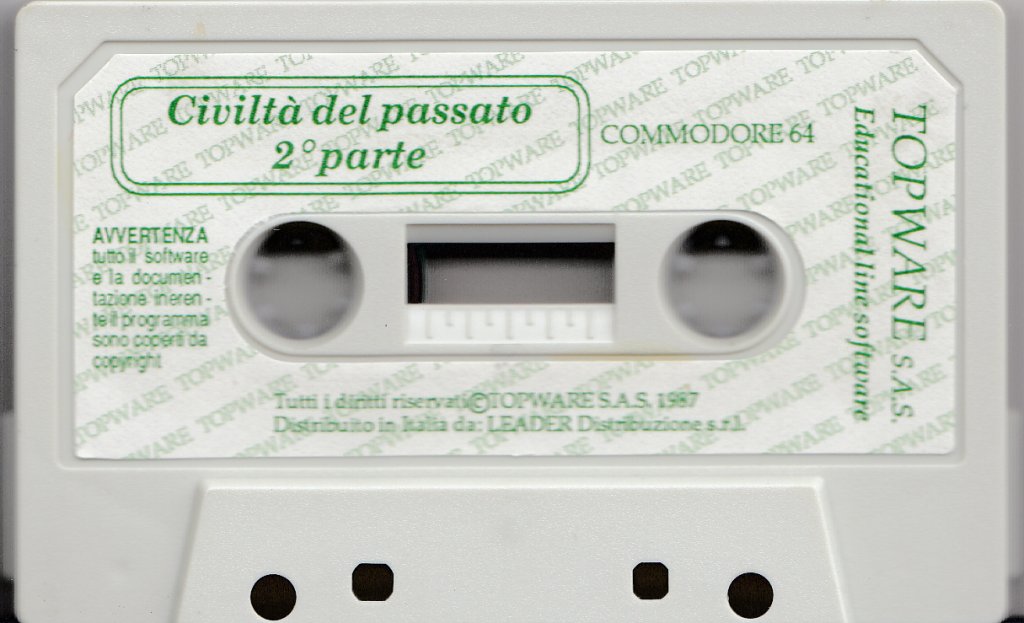 Civiltà del passato
2° parte
COMMODORE 64
TOPWARE S.A.S.
Educational line software
AVVERTENZA
tutto il software
e la documen-
tazione ineren-
te il programma
sono coperti da
copyright
Tutti i diritti riservati©TOPWARE S.A.S. 1987
Distribuito in Italia da: LEADER Distribuzione s.r.l.